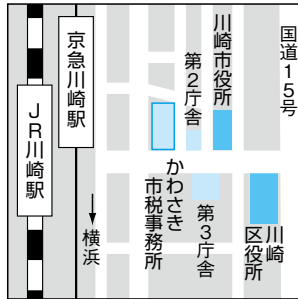 国道15号
川崎市役所
第2庁舎
京急川崎駅
JR川崎駅
かわさき
市税事務所
第3庁舎
川崎
区役所
横浜